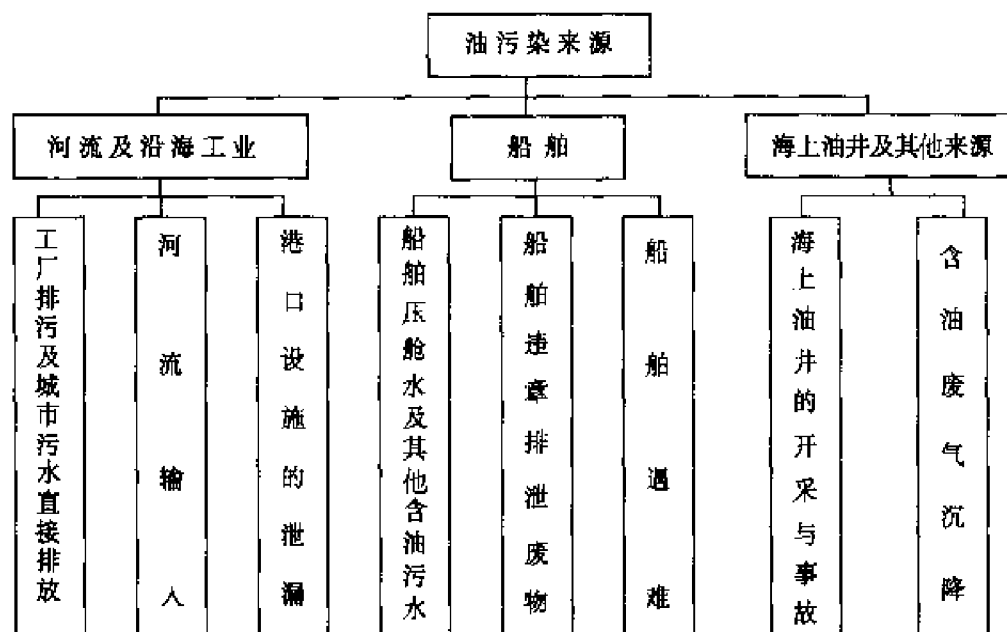 油污染来源
河流及沿海工业
船舶
海上油井及其他来源
工厂排污及城市污水直接排放
河流输入
港口设施的泄漏
船舶压舱水及其他含油污水
船舶违章排泄废物
船舶遇难
海上油井的开采与事故
含油废气沉降